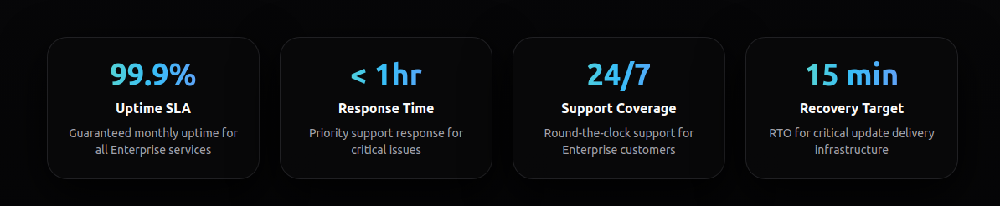 99.9%
Uptime SLA
Guaranteed monthly uptime for
all Enterprise services
< 1hr
Response Time
Priority support response for
critical issues
24/7
Support Coverage
Round-the-clock support for
Enterprise customers
15 min
Recovery Target
RTO for critical update delivery
infrastructure